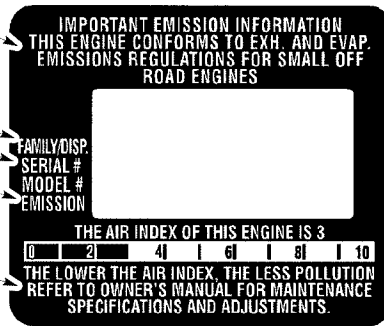 IMPORTANT EMISSION INFORMATION
THIS ENGINE CONFORMS TO EXH. AND EVAP.
EMISSIONS REGULATIONS FOR SMALL OFF
ROAD ENGINES
FAMILY/DISP.
SERIAL #
MODEL #
EMISSION
THE AIR INDEX OF THIS ENGINE IS 3
0 2 4 6 8 10
THE LOWER THE AIR INDEX, THE LESS POLLUTION
REFER TO OWNER'S MANUAL FOR MAINTENANCE
SPECIFICATIONS AND ADJUSTMENTS.